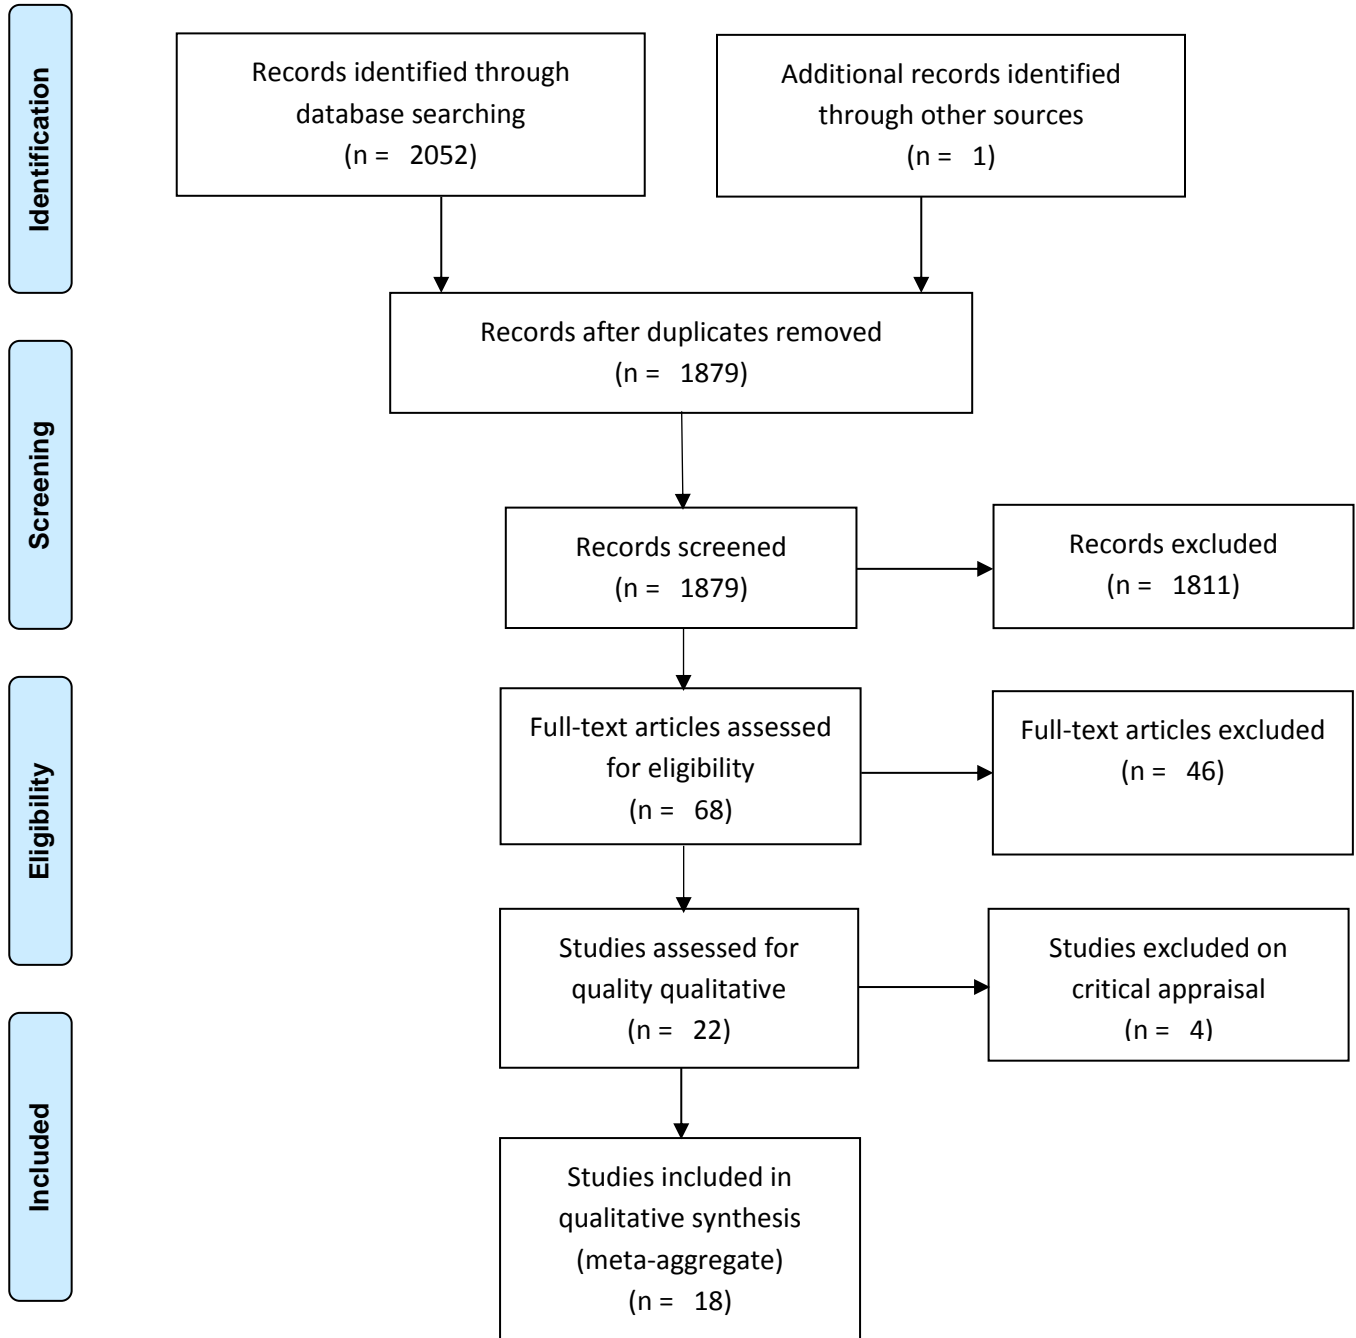 Identification
Records identified through
database searching
(n = 2052)
Additional records identified
through other sources
(n = 1)
Records after duplicates removed
(n = 1879)
Screening
Records screened
(n = 1879)
Records excluded
(n = 1811)
Eligibility
Full-text articles assessed
for eligibility
(n = 68)
Full-text articles excluded
(n = 46)
Studies assessed for
quality qualitative
(n = 22)
Studies excluded on
critical appraisal
(n = 4)
Included
Studies included in
qualitative synthesis
(meta-aggregate)
(n = 18)